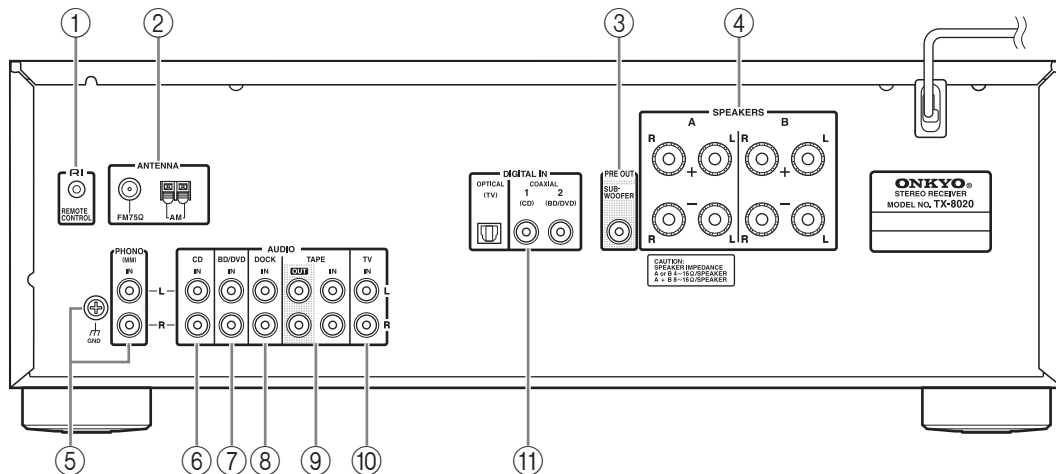 ① ② ③ ④
RI
REMOTE
CONTROL
ANTENNA
FM75Ω
AM
PHONO
(MM)
IN
L
R
GND
AUDIO
CD
IN
BD/DVD
IN
DOCK
IN
TAPE
OUT
IN
TV
IN
L
R
DIGITAL IN
OPTICAL
(TV)
COAXIAL
1
(CD)
2
(BD/DVD)
PRE OUT
SUB-
WOOFER
SPEAKERS
A B
R L R L
+ +
− −
R L R L
CAUTION:
SPEAKER IMPEDANCE
A or B 4~16Ω/SPEAKER
A + B 8~16Ω/SPEAKER
ONKYO®
STEREO RECEIVER
MODEL NO. TX-8020
⑤ ⑥ ⑦ ⑧ ⑨ ⑩ ⑪